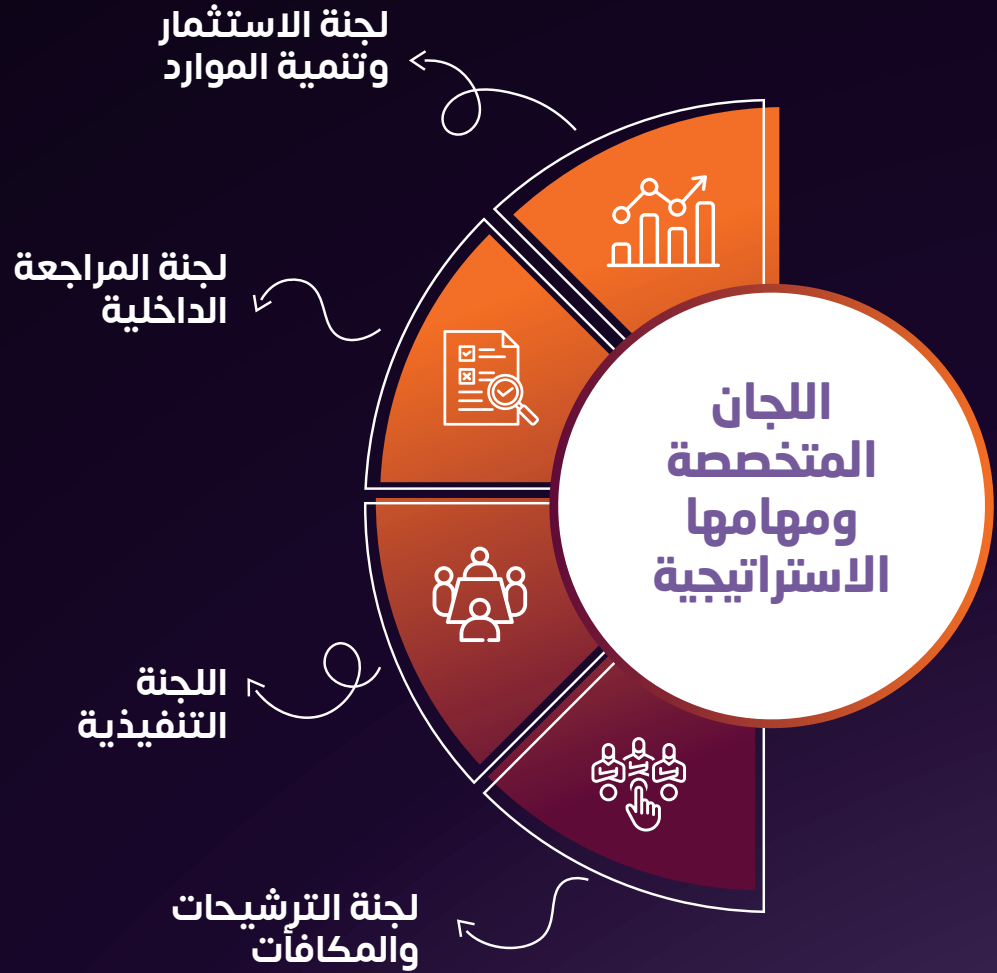 لجنة الاستثمار
وتنمية الموارد
لجنة المراجعة
الداخلية
اللجان
المتخصصة
ومهامها
الاستراتيجية
اللجنة
التنفيذية
لجنة الترشيحات
والمكافآت